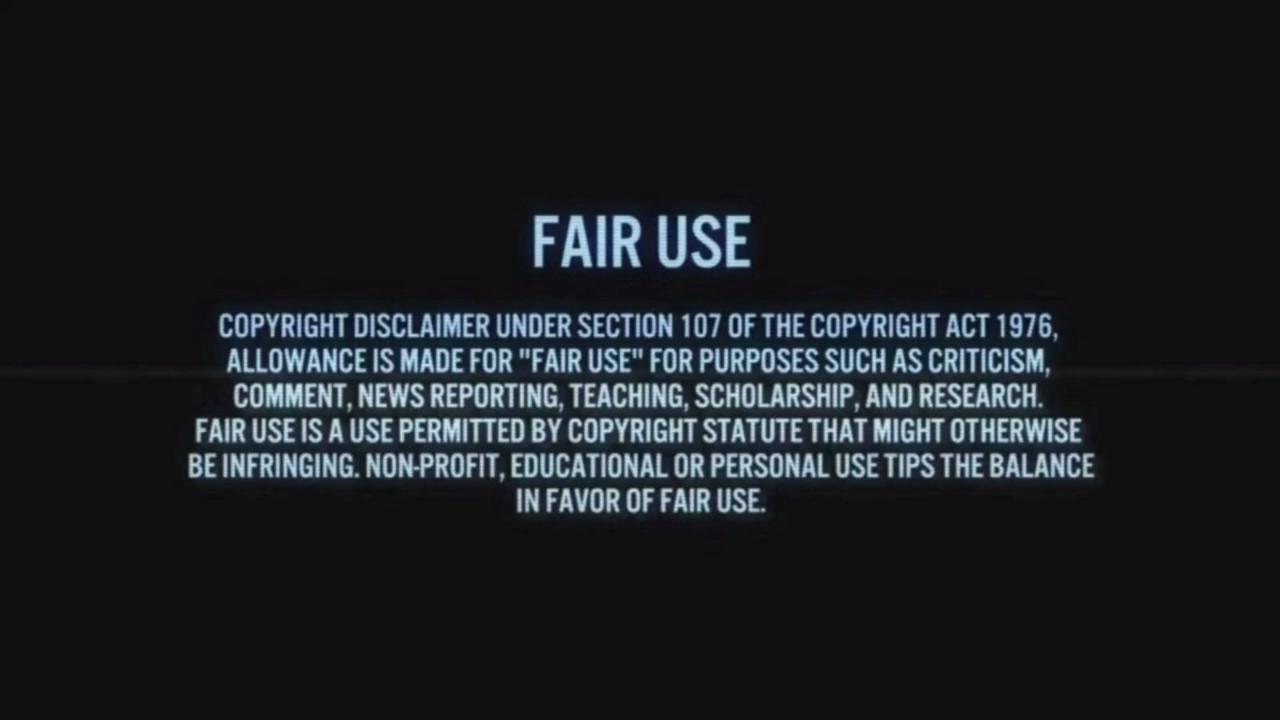 FAIR USE
COPYRIGHT DISCLAIMER UNDER SECTION 107 OF THE COPYRIGHT ACT 1976,
ALLOWANCE IS MADE FOR "FAIR USE" FOR PURPOSES SUCH AS CRITICISM,
COMMENT, NEWS REPORTING, TEACHING, SCHOLARSHIP, AND RESEARCH.
FAIR USE IS A USE PERMITTED BY COPYRIGHT STATUTE THAT MIGHT OTHERWISE
BE INFRINGING. NON-PROFIT, EDUCATIONAL OR PERSONAL USE TIPS THE BALANCE
IN FAVOR OF FAIR USE.